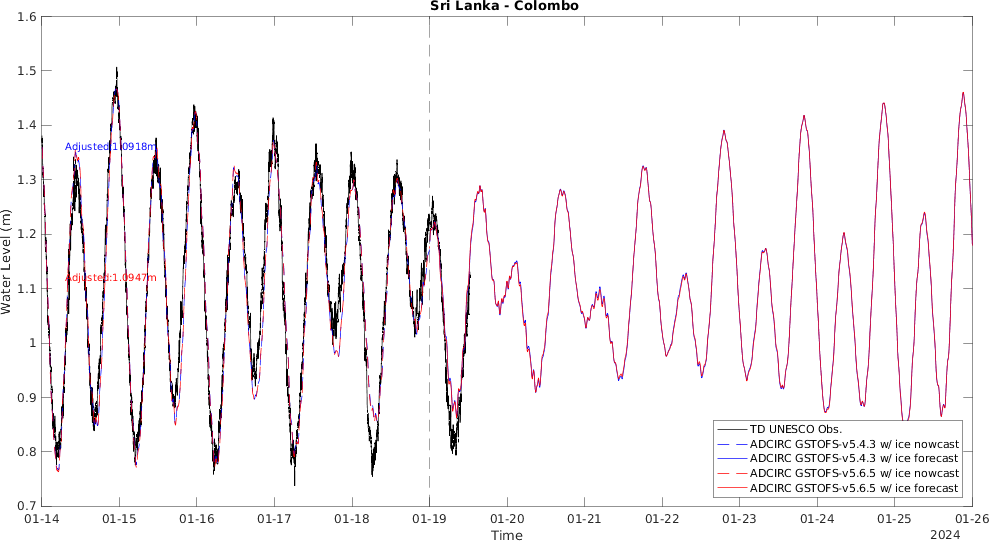 Sri Lanka - Colombo
Water Level (m)
1.6
1.5
1.4
1.3
1.2
1.1
1
0.9
0.8
0.7
Adjusted:1.0918m
Adjusted:1.0947m
TD UNESCO Obs.
ADCIRC GSTOFS-v5.4.3 w/ ice nowcast
ADCIRC GSTOFS-v5.4.3 w/ ice forecast
ADCIRC GSTOFS-v5.6.5 w/ ice nowcast
ADCIRC GSTOFS-v5.6.5 w/ ice forecast
01-14 01-15 01-16 01-17 01-18 01-19 01-20 01-21 01-22 01-23 01-24 01-25 01-26
Time
2024